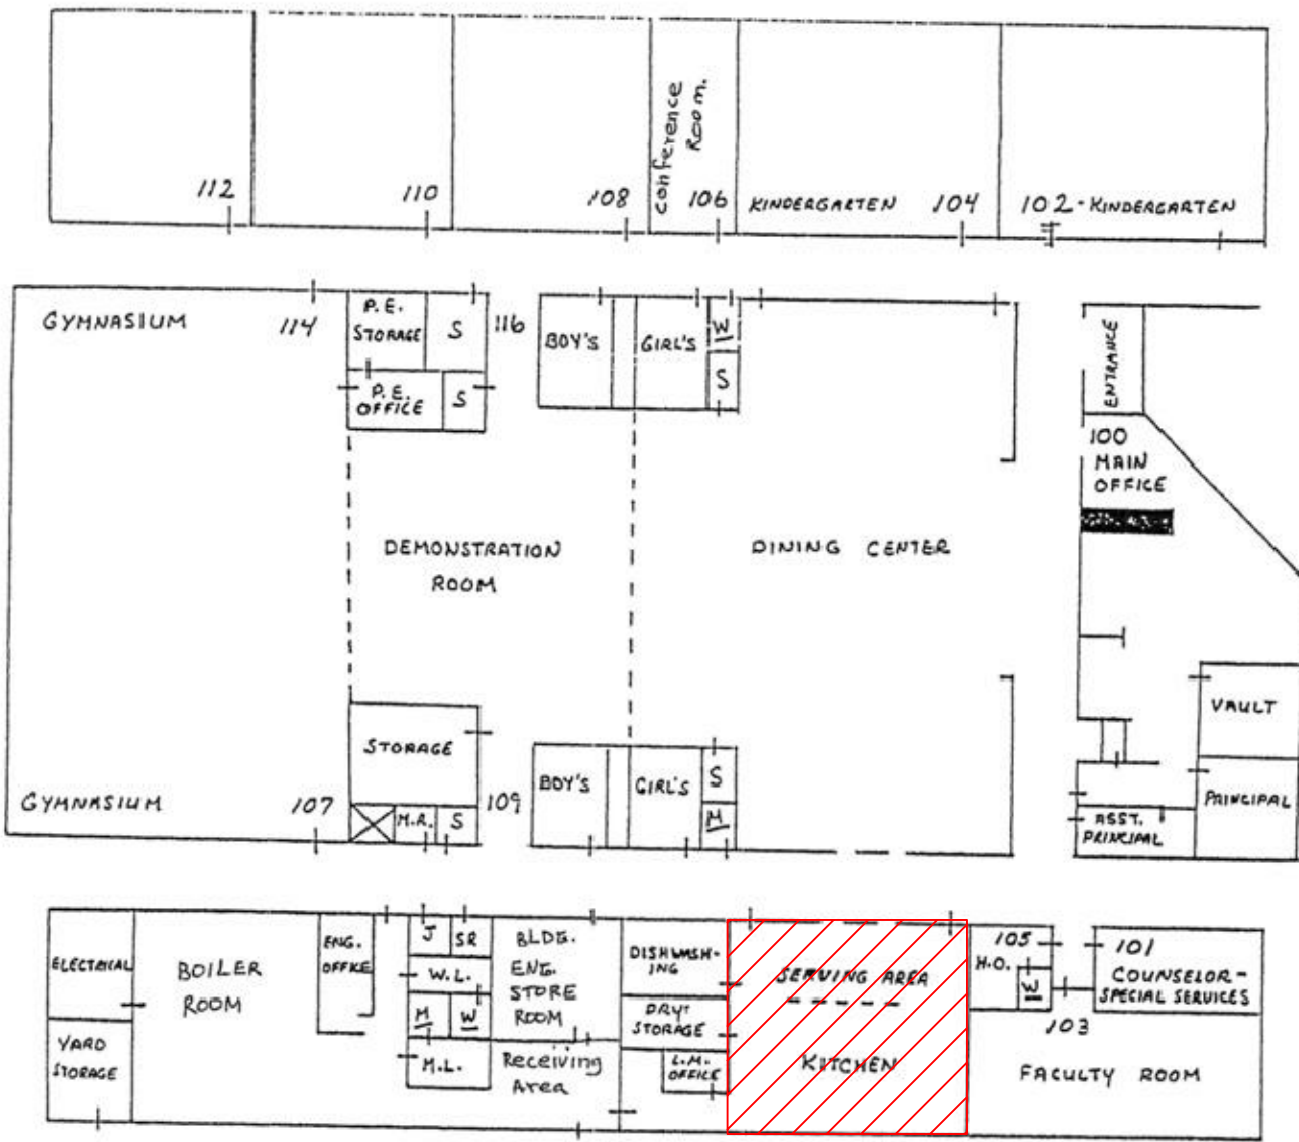 112
110
108
Conference
Room.
106
KINDERGARTEN 104
102-KINDERGARTEN
GYMNASIUM
114
P.E.
STORAGE
S
116
P.E.
OFFICE
S
BOY'S
GIRL'S
W
S
ENTRANCE
100
MAIN
OFFICE
DEMONSTRATION
ROOM
DINING CENTER
STORAGE
GYMNASIUM
107
M.R.
S
109
BOY'S
GIRL'S
S
M
VAULT
PRINCIPAL
ASST.
PRINCIPAL
ELECTRICAL
YARD
STORAGE
BOILER
ROOM
ENG.
OFFICE
J
SR
W.L.
M
W
M.L.
BLDE.
ENG.
STORE
ROOM
Receiving
Area
DISHWASH-
ING
DRY
STORAGE
L.M.
OFFICE
SERVING AREA
KITCHEN
105
H.O.
W
103
101
COUNSELOR-
SPECIAL SERVICES
FACULTY ROOM